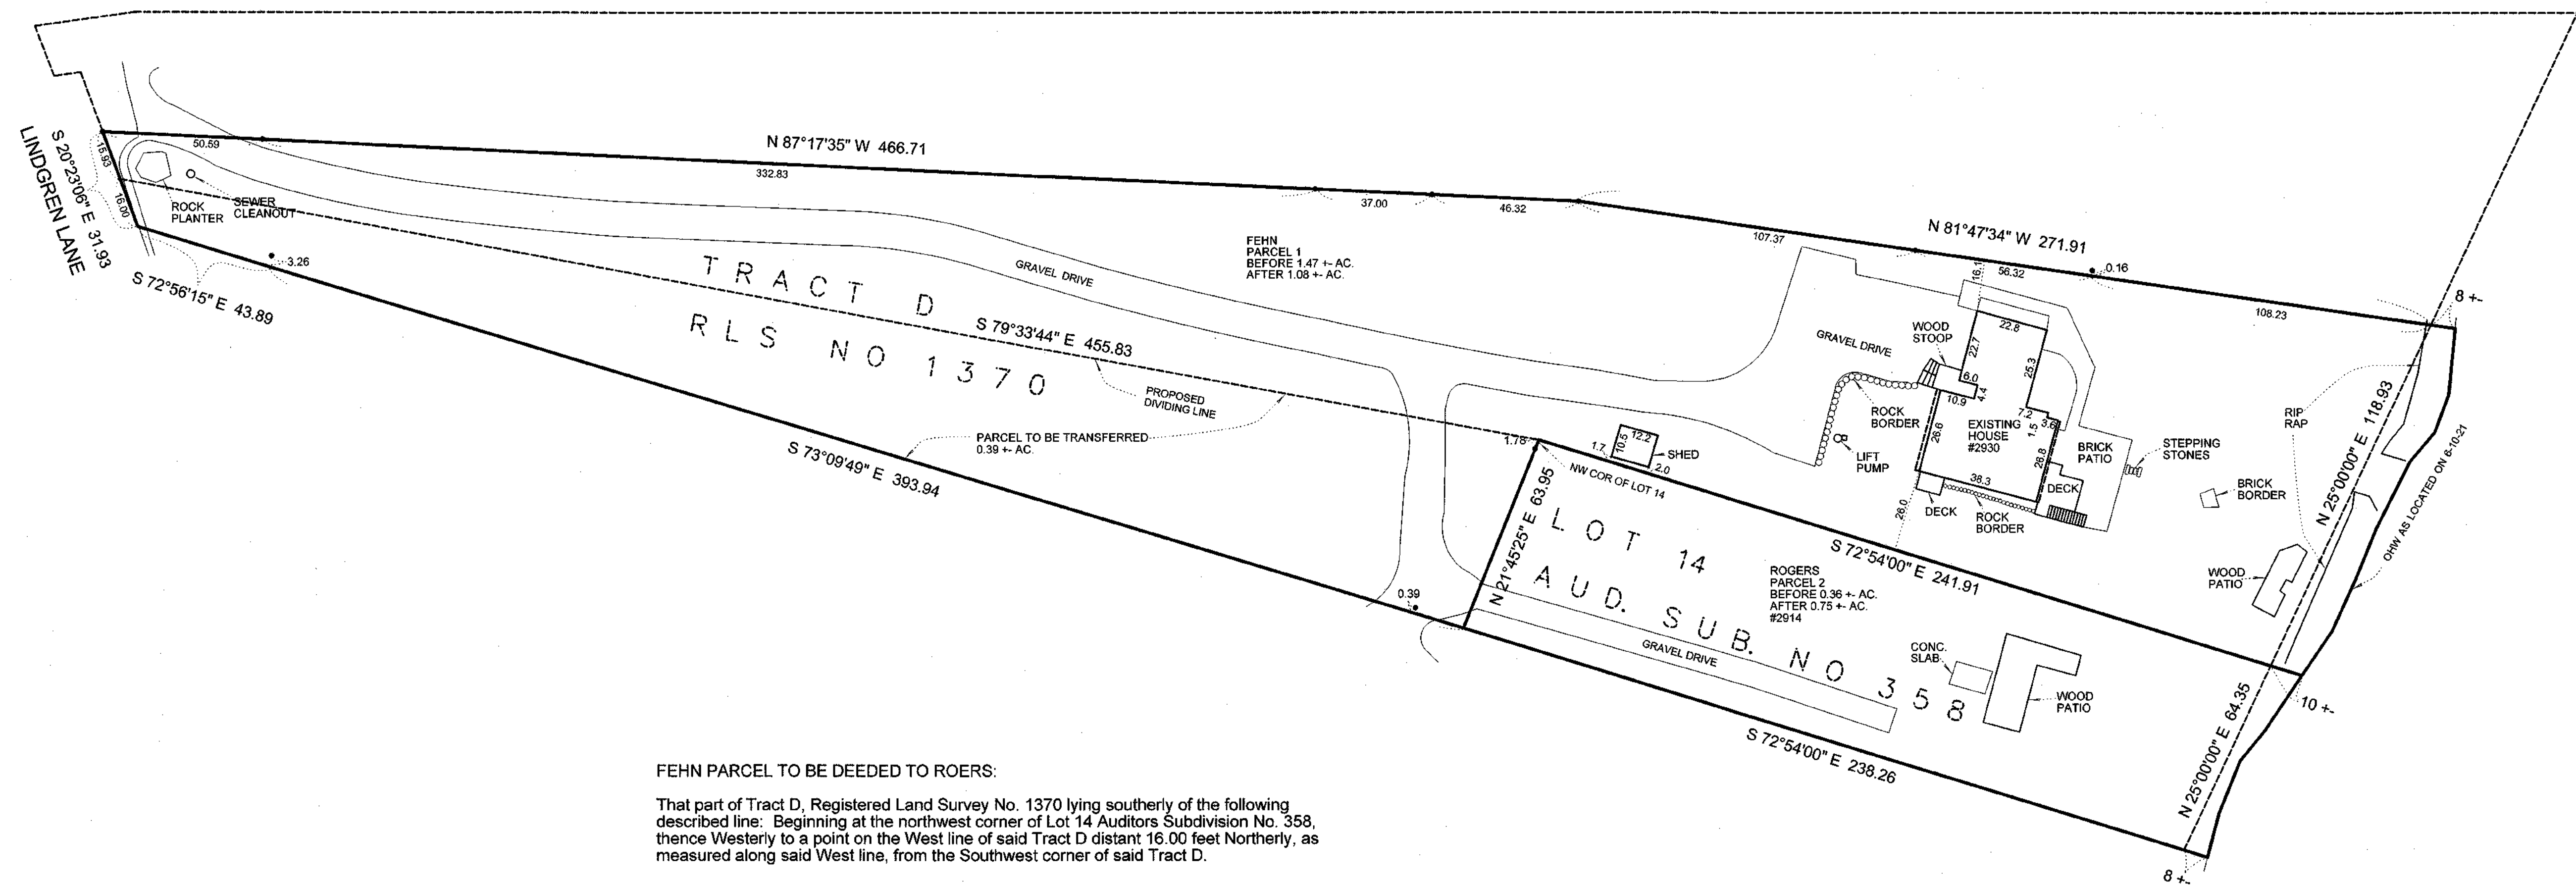 N 87°17'35" W 466.71
50.59
332.83
37.00
46.32
107.37
N 81°47'34" W 271.91
56.32
16.1
0.16
108.23
8 +-
S 20°23'06" E 31.93
LINDGREN LANE
15.93
16.00
ROCK
PLANTER
SEWER
CLEANOUT
3.26
S 72°56'15" E 43.89
TRACT D
RLS NO 1370
GRAVEL DRIVE
FEHN
PARCEL 1
BEFORE 1.47 +- AC.
AFTER 1.08 +- AC.
S 79°33'44" E 455.83
PROPOSED
DIVIDING LINE
PARCEL TO BE TRANSFERRED
0.39 +- AC.
S 73°09'49" E 393.94
0.39
1.78
NW COR OF LOT 14
N 21°45'25" E 63.95
1.7
10.5
12.2
2.0
SHED
GRAVEL DRIVE
WOOD
STOOP
22.8
22.7
25.3
6.0
4.4
10.9
7.2
3.6
1.5
26.6
26.8
38.3
26.0
EXISTING
HOUSE
#2930
ROCK
BORDER
LIFT
PUMP
BRICK
PATIO
STEPPING
STONES
DECK
DECK
ROCK
BORDER
BRICK
BORDER
RIP
RAP
WOOD
PATIO
N 25°00'00" E 118.93
OHW AS LOCATED ON 6-10-21
S 72°54'00" E 241.91
LOT 14
AUD. SUB. NO 358
ROGERS
PARCEL 2
BEFORE 0.36 +- AC.
AFTER 0.75 +- AC.
#2914
GRAVEL DRIVE
CONC.
SLAB
WOOD
PATIO
10 +-
N 25°00'00" E 64.35
S 72°54'00" E 238.26
8 +-
FEHN PARCEL TO BE DEEDED TO ROERS:
That part of Tract D, Registered Land Survey No. 1370 lying southerly of the following
described line: Beginning at the northwest corner of Lot 14 Auditors Subdivision No. 358,
thence Westerly to a point on the West line of said Tract D distant 16.00 feet Northerly, as
measured along said West line, from the Southwest corner of said Tract D.